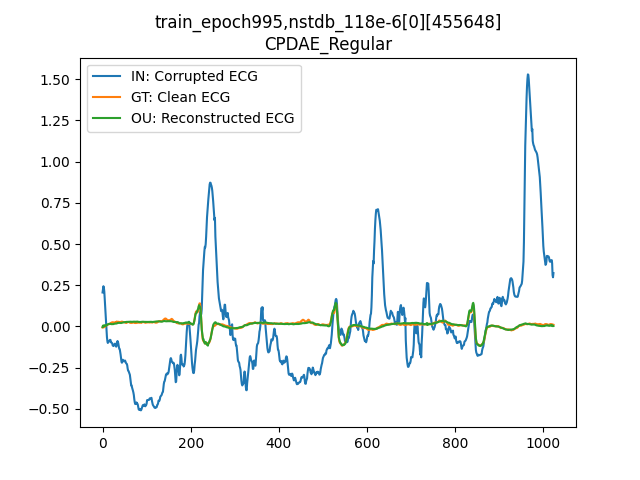 train_epoch995,nstdb_118e-6[0][455648]
CPDAE_Regular
IN: Corrupted ECG
GT: Clean ECG
OU: Reconstructed ECG
1.50
1.25
1.00
0.75
0.50
0.25
0.00
−0.25
−0.50
0 200 400 600 800 1000